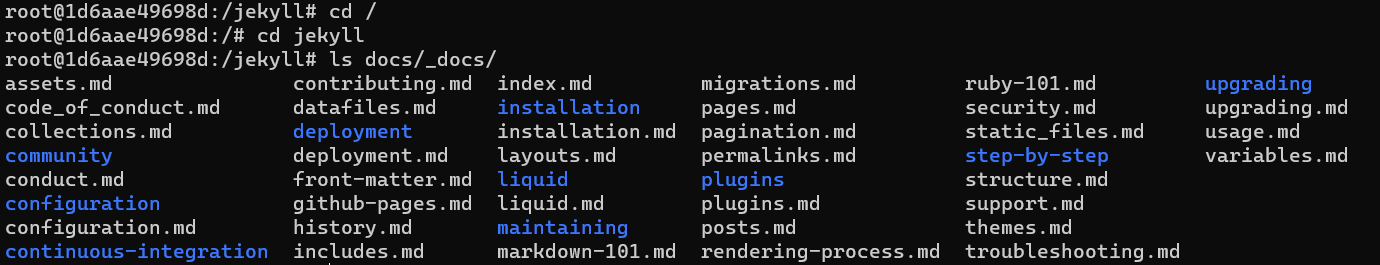 root@1d6aae49698d:/jekyll# cd /
root@1d6aae49698d:/# cd jekyll
root@1d6aae49698d:/jekyll# ls docs/_docs/
assets.md contributing.md index.md migrations.md ruby-101.md upgrading
code_of_conduct.md datafiles.md installation pages.md security.md upgrading.md
collections.md deployment installation.md pagination.md static_files.md usage.md
community deployment.md layouts.md permalinks.md step-by-step variables.md
conduct.md front-matter.md liquid plugins structure.md
configuration github-pages.md liquid.md plugins.md support.md
configuration.md history.md maintaining posts.md themes.md
continuous-integration includes.md markdown-101.md rendering-process.md troubleshooting.md